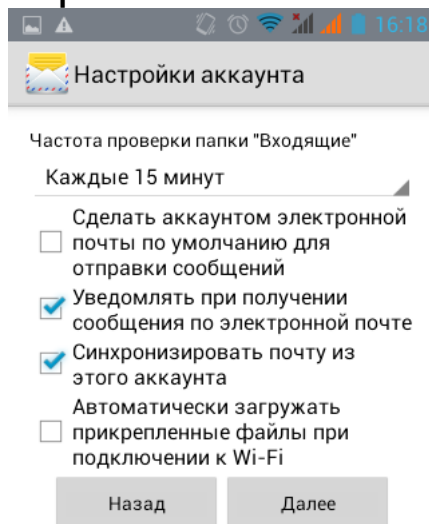 16:18
Настройки аккаунта
Частота проверки папки "Входящие"
Каждые 15 минут
Сделать аккаунтом электронной
почты по умолчанию для
отправки сообщений
Уведомлять при получении
сообщения по электронной почте
Синхронизировать почту из
этого аккаунта
Автоматически загружать
прикрепленные файлы при
подключении к Wi-Fi
Назад Далее